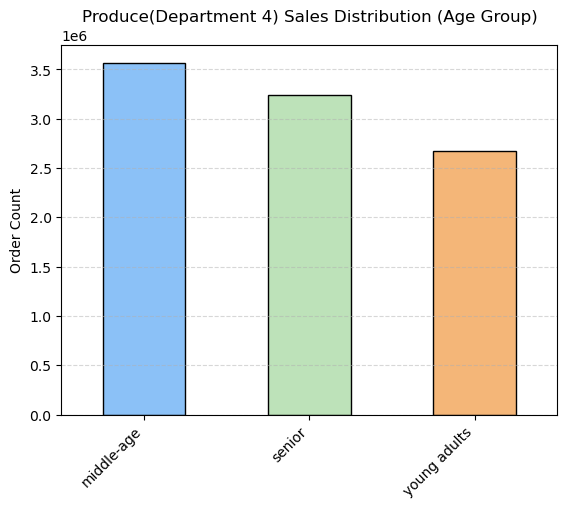 Produce(Department 4) Sales Distribution (Age Group)
1e6
3.5
3.0
2.5
2.0
1.5
1.0
0.5
0.0
Order Count
middle-age
senior
young adults